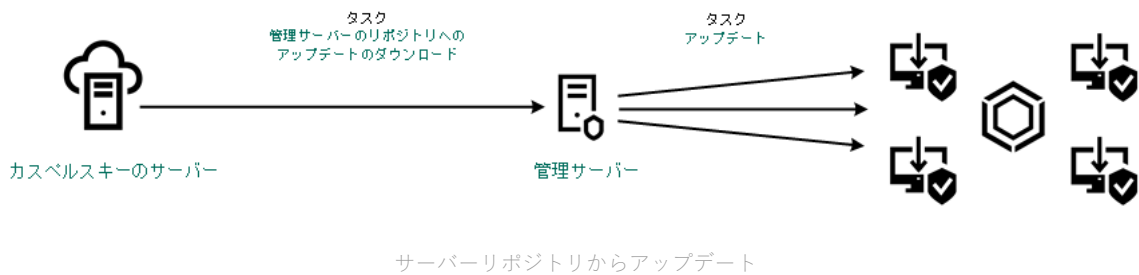 タスク
管理サーバーのリポジトリへの
アップデートのダウンロード
タスク
アップデート
カスペルスキーのサーバー
管理サーバー
サーバーリポジトリからアップデート